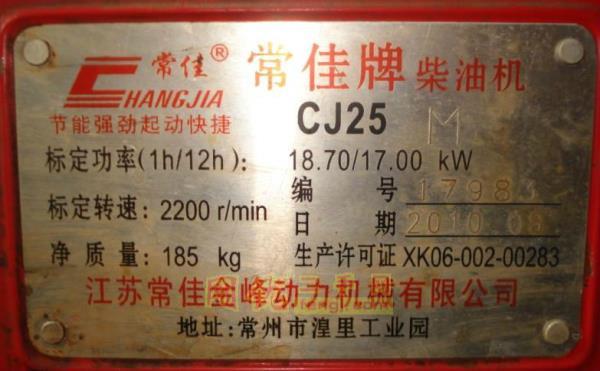 常佳® 常佳牌柴油机
CHANGJIA
节能强劲起动快捷 CJ25 M
标定功率(1h/12h): 18.70/17.00 kW
标定转速: 2200 r/min 编 号
日 期 2010.08
净质量: 185 kg 生产许可证 XK06-002-00283
江苏常佳金峰动力机械有限公司
地址:常州市湟里工业园